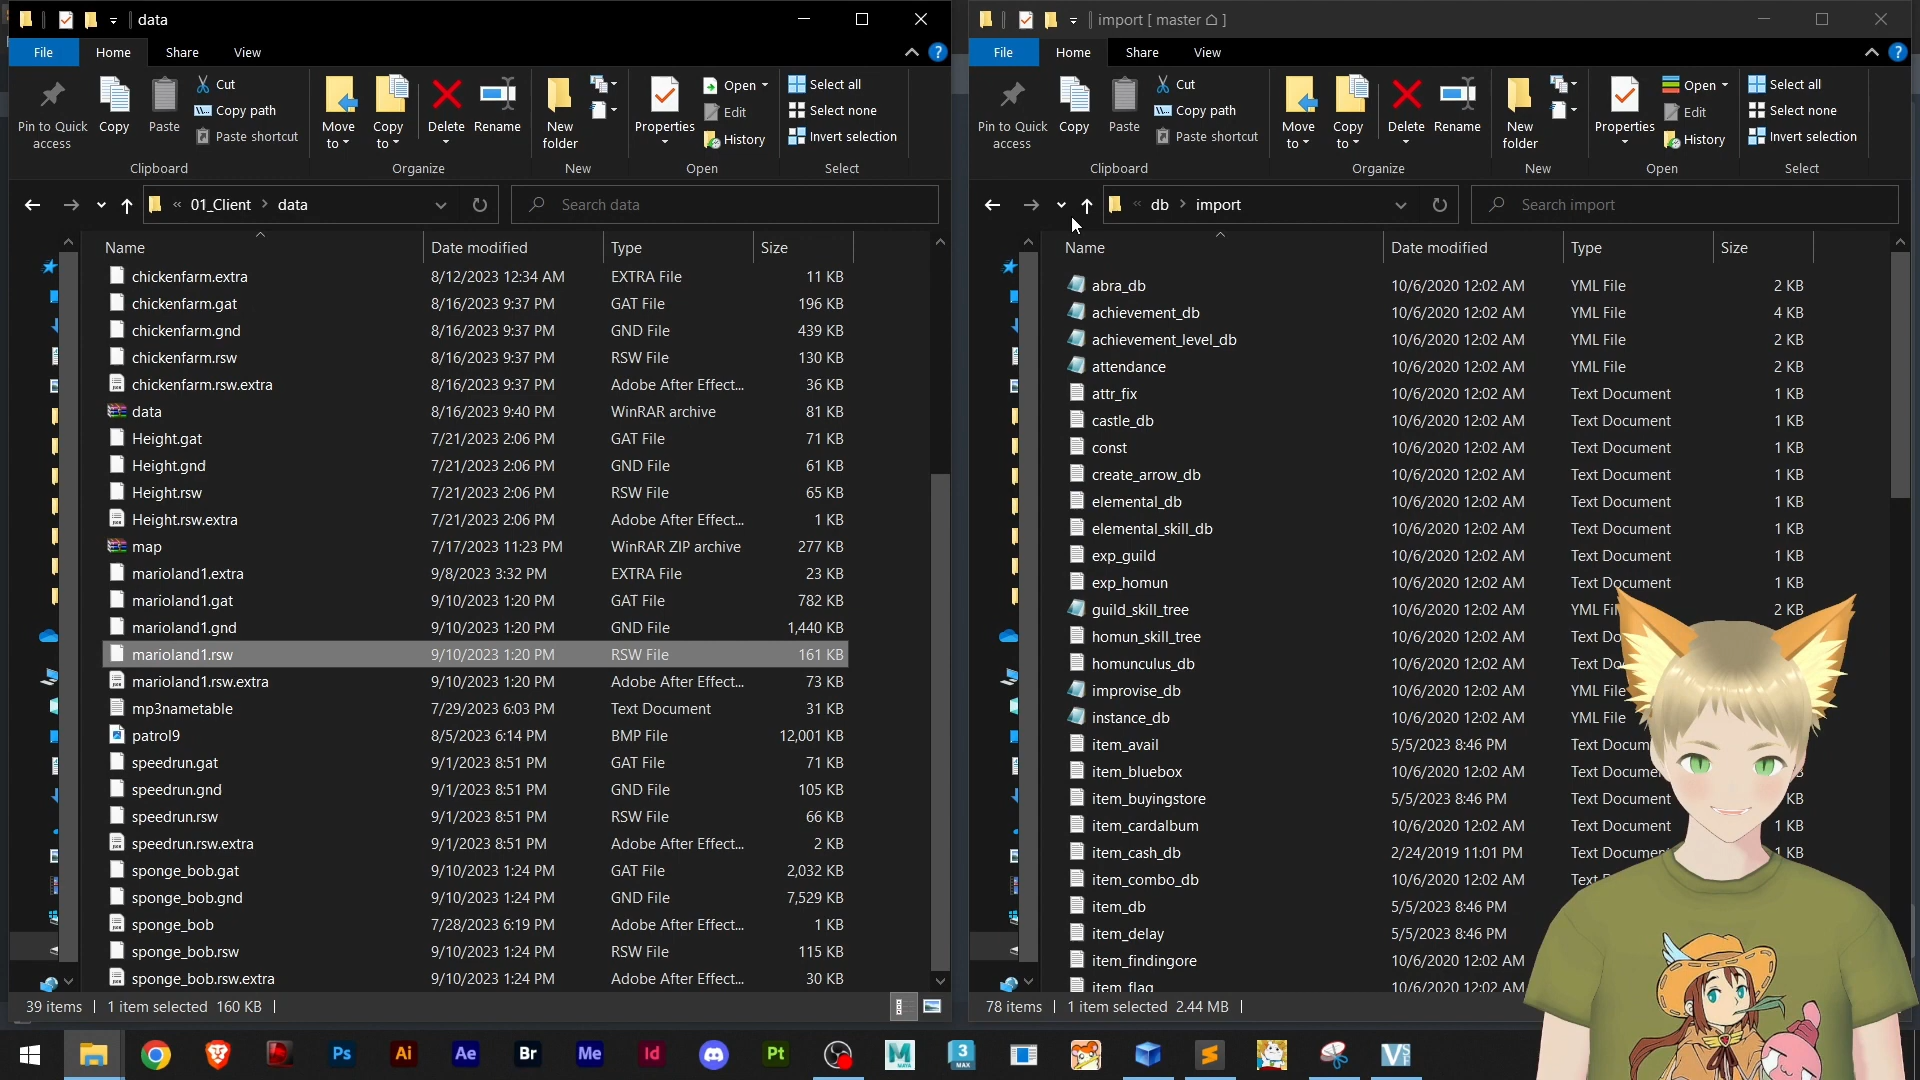 data
File
Home
Share
View
Pin to Quick access
Copy
Paste
Cut
Copy path
Paste shortcut
Move to
Copy to
Delete
Rename
New folder
Properties
Open
Edit
History
Select all
Select none
Invert selection
Clipboard
Organize
New
Open
Select
« 01_Client > data
Search data
Name Date modified Type Size
chickenfarm.extra 8/12/2023 12:34 AM EXTRA File 11 KB
chickenfarm.gat 8/16/2023 9:37 PM GAT File 196 KB
chickenfarm.gnd 8/16/2023 9:37 PM GND File 439 KB
chickenfarm.rsw 8/16/2023 9:37 PM RSW File 130 KB
chickenfarm.rsw.extra 8/16/2023 9:37 PM Adobe After Effect... 36 KB
data 8/16/2023 9:40 PM WinRAR archive 81 KB
Height.gat 7/21/2023 2:06 PM GAT File 71 KB
Height.gnd 7/21/2023 2:06 PM GND File 61 KB
Height.rsw 7/21/2023 2:06 PM RSW File 65 KB
Height.rsw.extra 7/21/2023 2:06 PM Adobe After Effect... 1 KB
map 7/17/2023 11:23 PM WinRAR ZIP archive 277 KB
marioland1.extra 9/8/2023 3:32 PM EXTRA File 23 KB
marioland1.gat 9/10/2023 1:20 PM GAT File 782 KB
marioland1.gnd 9/10/2023 1:20 PM GND File 1,440 KB
marioland1.rsw 9/10/2023 1:20 PM RSW File 161 KB
marioland1.rsw.extra 9/10/2023 1:20 PM Adobe After Effect... 73 KB
mp3nametable 7/29/2023 6:03 PM Text Document 31 KB
patrol9 8/5/2023 6:14 PM BMP File 12,001 KB
speedrun.gat 9/1/2023 8:51 PM GAT File 71 KB
speedrun.gnd 9/1/2023 8:51 PM GND File 105 KB
speedrun.rsw 9/1/2023 8:51 PM RSW File 66 KB
speedrun.rsw.extra 9/1/2023 8:51 PM Adobe After Effect... 2 KB
sponge_bob.gat 9/10/2023 1:24 PM GAT File 2,032 KB
sponge_bob.gnd 9/10/2023 1:24 PM GND File 7,529 KB
sponge_bob 7/28/2023 6:19 PM Adobe After Effect... 1 KB
sponge_bob.rsw 9/10/2023 1:24 PM RSW File 115 KB
sponge_bob.rsw.extra 9/10/2023 1:24 PM Adobe After Effect... 30 KB
39 items 1 item selected 160 KB
import [ master ]
File
Home
Share
View
Pin to Quick access
Copy
Paste
Cut
Copy path
Paste shortcut
Move to
Copy to
Delete
Rename
New folder
Properties
Open
Edit
History
Select all
Select none
Invert selection
Clipboard
Organize
New
Open
Select
« db > import
Search import
Name Date modified Type Size
abra_db 10/6/2020 12:02 AM YML File 2 KB
achievement_db 10/6/2020 12:02 AM YML File 4 KB
achievement_level_db 10/6/2020 12:02 AM YML File 2 KB
attendance 10/6/2020 12:02 AM YML File 2 KB
attr_fix 10/6/2020 12:02 AM Text Document 1 KB
castle_db 10/6/2020 12:02 AM Text Document 1 KB
const 10/6/2020 12:02 AM Text Document 1 KB
create_arrow_db 10/6/2020 12:02 AM Text Document 1 KB
elemental_db 10/6/2020 12:02 AM Text Document 1 KB
elemental_skill_db 10/6/2020 12:02 AM Text Document 1 KB
exp_guild 10/6/2020 12:02 AM Text Document 1 KB
exp_homun 10/6/2020 12:02 AM Text Document 1 KB
guild_skill_tree 10/6/2020 12:02 AM YML Fi 2 KB
homun_skill_tree 10/6/2020 12:02 AM Text Do
homunculus_db 10/6/2020 12:02 AM Text Do
improvise_db 10/6/2020 12:02 AM YML File
instance_db 10/6/2020 12:02 AM YML File
item_avail 5/5/2023 8:46 PM Text Docum
item_bluebox 10/6/2020 12:02 AM Text Docume
item_buyingstore 5/5/2023 8:46 PM Text Document KB
item_cardalbum 10/6/2020 12:02 AM Text Document 1 KB
item_cash_db 2/24/2019 11:01 PM Text Documen 1 KB
item_combo_db 10/6/2020 12:02 AM Text
item_db 5/5/2023 8:46 PM
item_delay 5/5/2023 8:46 PM
item_findingore 10/6/2020 12:02 AM
item_flag 10/6/2020 12:02 AM
78 items 1 item selected 2.44 MB
Ps
Ai
Ae
Br
Me
Id
Pt
M
3
MAX